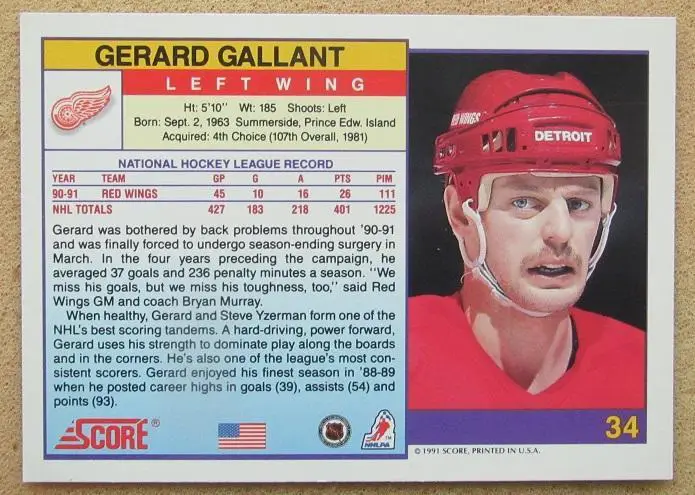 GERARD GALLANT
LEFT WING
Ht: 5'10" Wt: 185 Shoots: Left
Born: Sept. 2, 1963 Summerside, Prince Edw. Island
Acquired: 4th Choice (107th Overall, 1981)
NATIONAL HOCKEY LEAGUE RECORD
YEAR TEAM GP G A PTS PIM
90-91 RED WINGS 45 10 16 26 111
NHL TOTALS 427 183 218 401 1225
Gerard was bothered by back problems throughout '90-91
and was finally forced to undergo season-ending surgery in
March. In the four years preceding the campaign, he
averaged 37 goals and 236 penalty minutes a season. "We
miss his goals, but we miss his toughness, too," said Red
Wings GM and coach Bryan Murray.
When healthy, Gerard and Steve Yzerman form one of the
NHL's best scoring tandems. A hard-driving, power forward,
Gerard uses his strength to dominate play along the boards
and in the corners. He's also one of the league's most con-
sistent scorers. Gerard enjoyed his finest season in '88-89
when he posted career highs in goals (39), assists (54) and
points (93).
SCORE®
NHL
NHLPA
RED WINGS
DETROIT
34
© 1991 SCORE, PRINTED IN U.S.A.